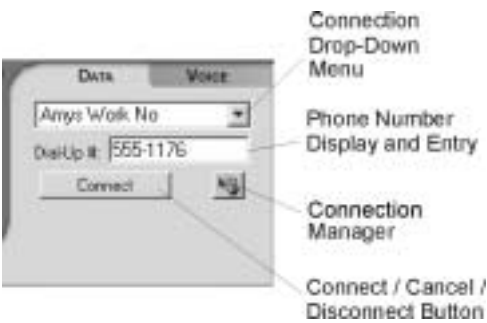 Connection
Drop-Down
Menu
DATA
VOICE
Amys Work No
Dial-Up #: 555-1176
Phone Number
Display and Entry
Connect
Connection
Manager
Connect / Cancel /
Disconnect Button